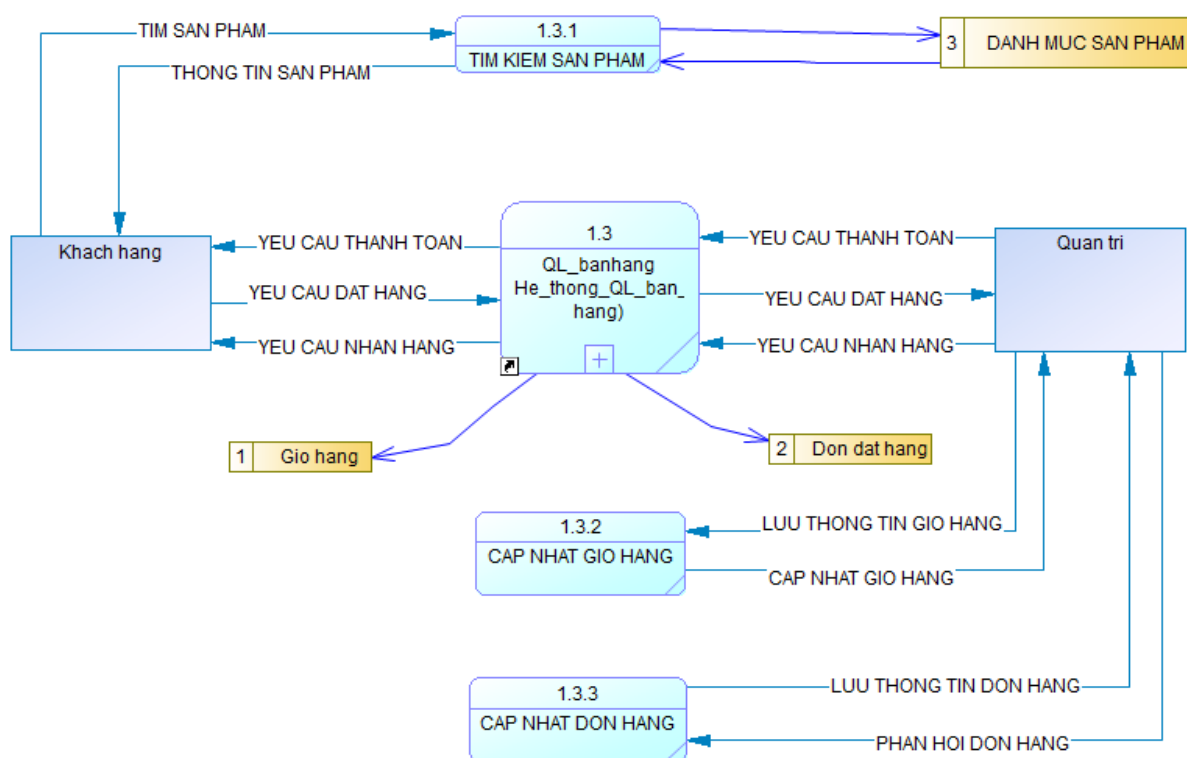 TIM SAN PHAM
1.3.1
TIM KIEM SAN PHAM
3 DANH MUC SAN PHAM
THONG TIN SAN PHAM
Khach hang
YEU CAU THANH TOAN
YEU CAU DAT HANG
YEU CAU NHAN HANG
1.3
QL_banhang
He_thong_QL_ban_
hang)
YEU CAU THANH TOAN
YEU CAU DAT HANG
YEU CAU NHAN HANG
Quan tri
1 Gio hang
2 Don dat hang
1.3.2
CAP NHAT GIO HANG
LUU THONG TIN GIO HANG
CAP NHAT GIO HANG
1.3.3
CAP NHAT DON HANG
LUU THONG TIN DON HANG
PHAN HOI DON HANG